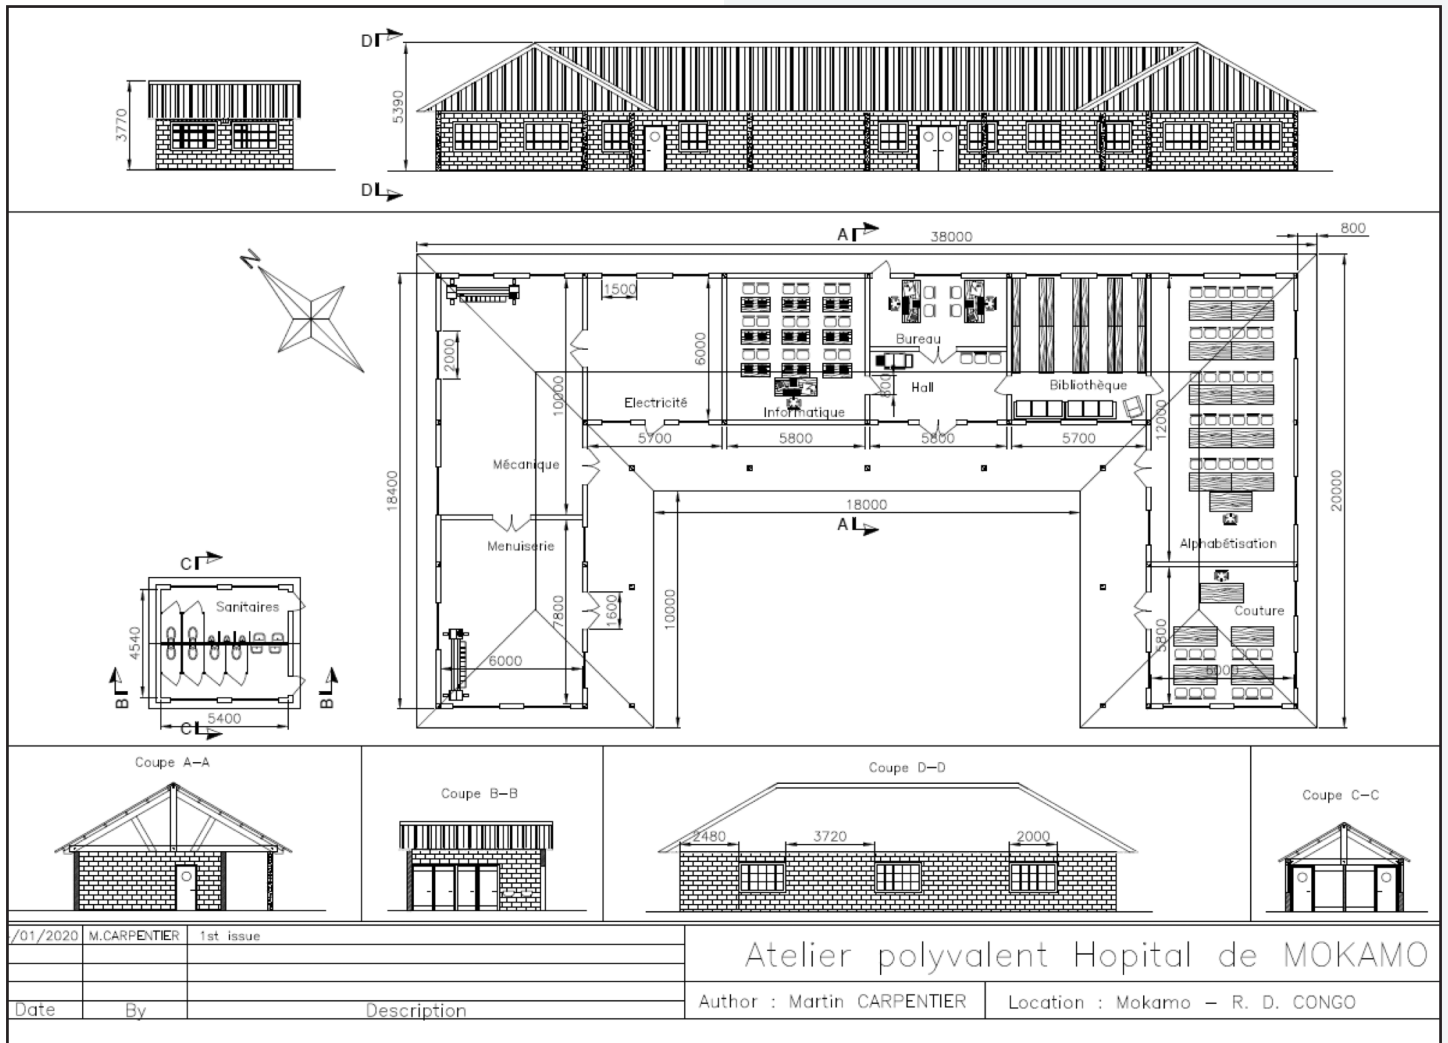 D
D
3770
5390
A
38000
800
N
1500
2000
6000
10000
Bureau
800
Hall
Bibliothèque
Electricité
Informatique
12000
5700
5800
5800
5700
Mécanique
18400
20000
18000
A
Menuiserie
Alphabétisation
C
Sanitaires
4540
7800
1600
10000
5800
Couture
6000
6000
B
B
5400
C
Coupe A-A
Coupe B-B
Coupe D-D
Coupe C-C
2480
3720
2000
/01/2020 M.CARPENTIER 1st issue
Atelier polyvalent Hopital de MOKAMO
Author : Martin CARPENTIER
Location : Mokamo – R. D. CONGO
Date By Description